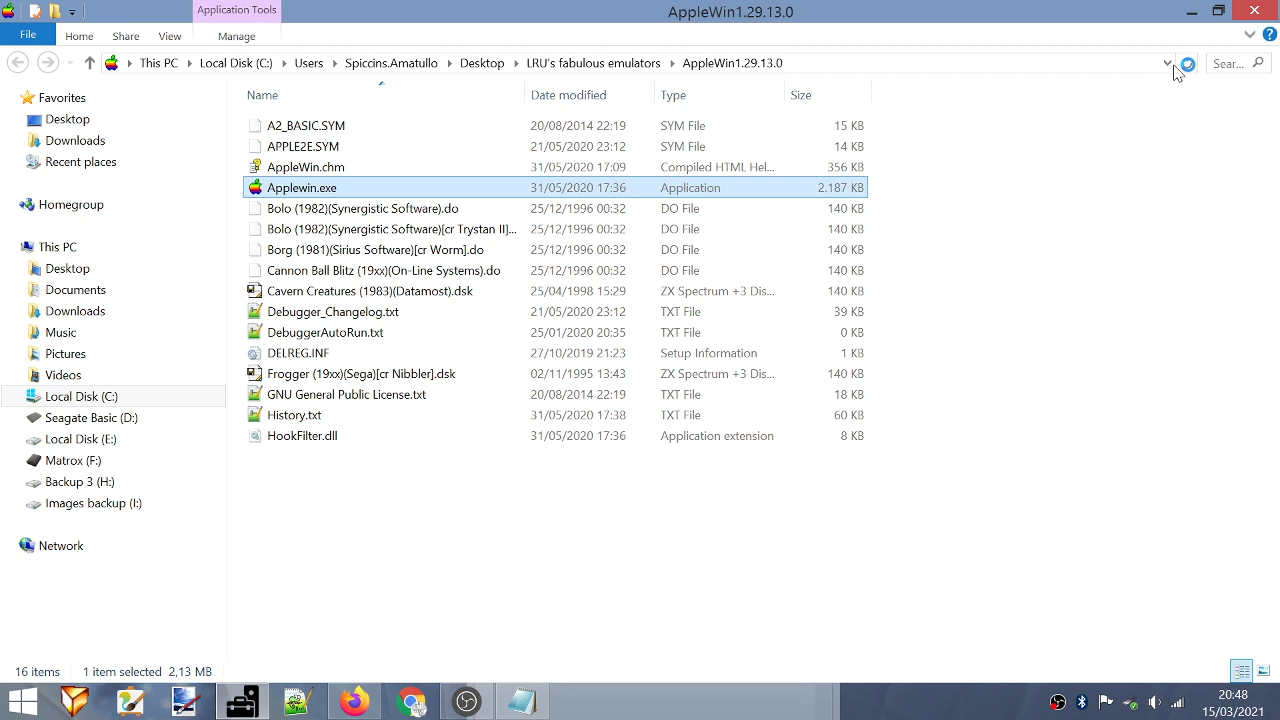 Application Tools
AppleWin1.29.13.0
File Home Share View Manage
This PC Local Disk (C:) Users Spiccins.Amatullo Desktop LRU's fabulous emulators AppleWin1.29.13.0 Sear...
Favorites
Desktop
Downloads
Recent places
Homegroup
This PC
Desktop
Documents
Downloads
Music
Pictures
Videos
Local Disk (C:)
Seagate Basic (D:)
Local Disk (E:)
Matrox (F:)
Backup 3 (H:)
Images backup (I:)
Network
Name Date modified Type Size
A2_BASIC.SYM 20/08/2014 22:19 SYM File 15 KB
APPLE2E.SYM 21/05/2020 23:12 SYM File 14 KB
AppleWin.chm 31/05/2020 17:09 Compiled HTML Hel... 356 KB
Applewin.exe 31/05/2020 17:36 Application 2.187 KB
Bolo (1982)(Synergistic Software).do 25/12/1996 00:32 DO File 140 KB
Bolo (1982)(Synergistic Software)[cr Trystan II]... 25/12/1996 00:32 DO File 140 KB
Borg (1981)(Sirius Software)[cr Worm].do 25/12/1996 00:32 DO File 140 KB
Cannon Ball Blitz (19xx)(On-Line Systems).do 25/12/1996 00:32 DO File 140 KB
Cavern Creatures (1983)(Datamost).dsk 25/04/1998 15:29 ZX Spectrum +3 Dis... 140 KB
Debugger_Changelog.txt 21/05/2020 23:12 TXT File 39 KB
DebuggerAutoRun.txt 25/01/2020 20:35 TXT File 0 KB
DELREG.INF 27/10/2019 21:23 Setup Information 1 KB
Frogger (19xx)(Sega)[cr Nibbler].dsk 02/11/1995 13:43 ZX Spectrum +3 Dis... 140 KB
GNU General Public License.txt 20/08/2014 22:19 TXT File 18 KB
History.txt 31/05/2020 17:38 TXT File 60 KB
HookFilter.dll 31/05/2020 17:36 Application extension 8 KB
16 items 1 item selected 2,13 MB
20:48
15/03/2021